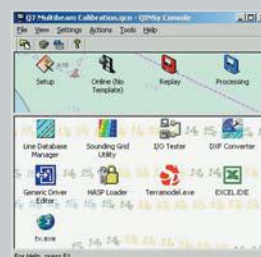 Q7 Multibeam Calibration.qcn - QINSy Console
File View Settings Actions Tools Help
Setup
Online (No Template)
Replay
Processing
Line Database Manager
Sounding Grid Utility
I/O Tester
DXF Converter
Generic Driver Editor
HASP Loader
Terramodel.exe
EXCEL.EXE
tv.exe
For Help, press F1